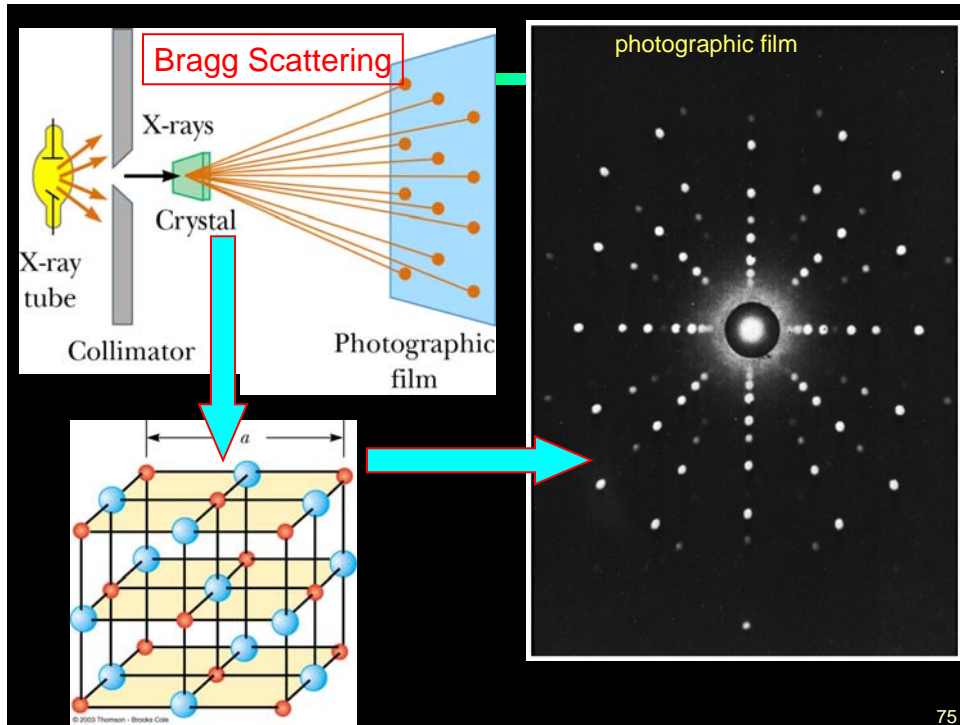 Bragg Scattering
photographic film
X-rays
Crystal
X-ray
tube
Collimator
Photographic
film
a
© 2003 Thomson - Brooks Cole
75